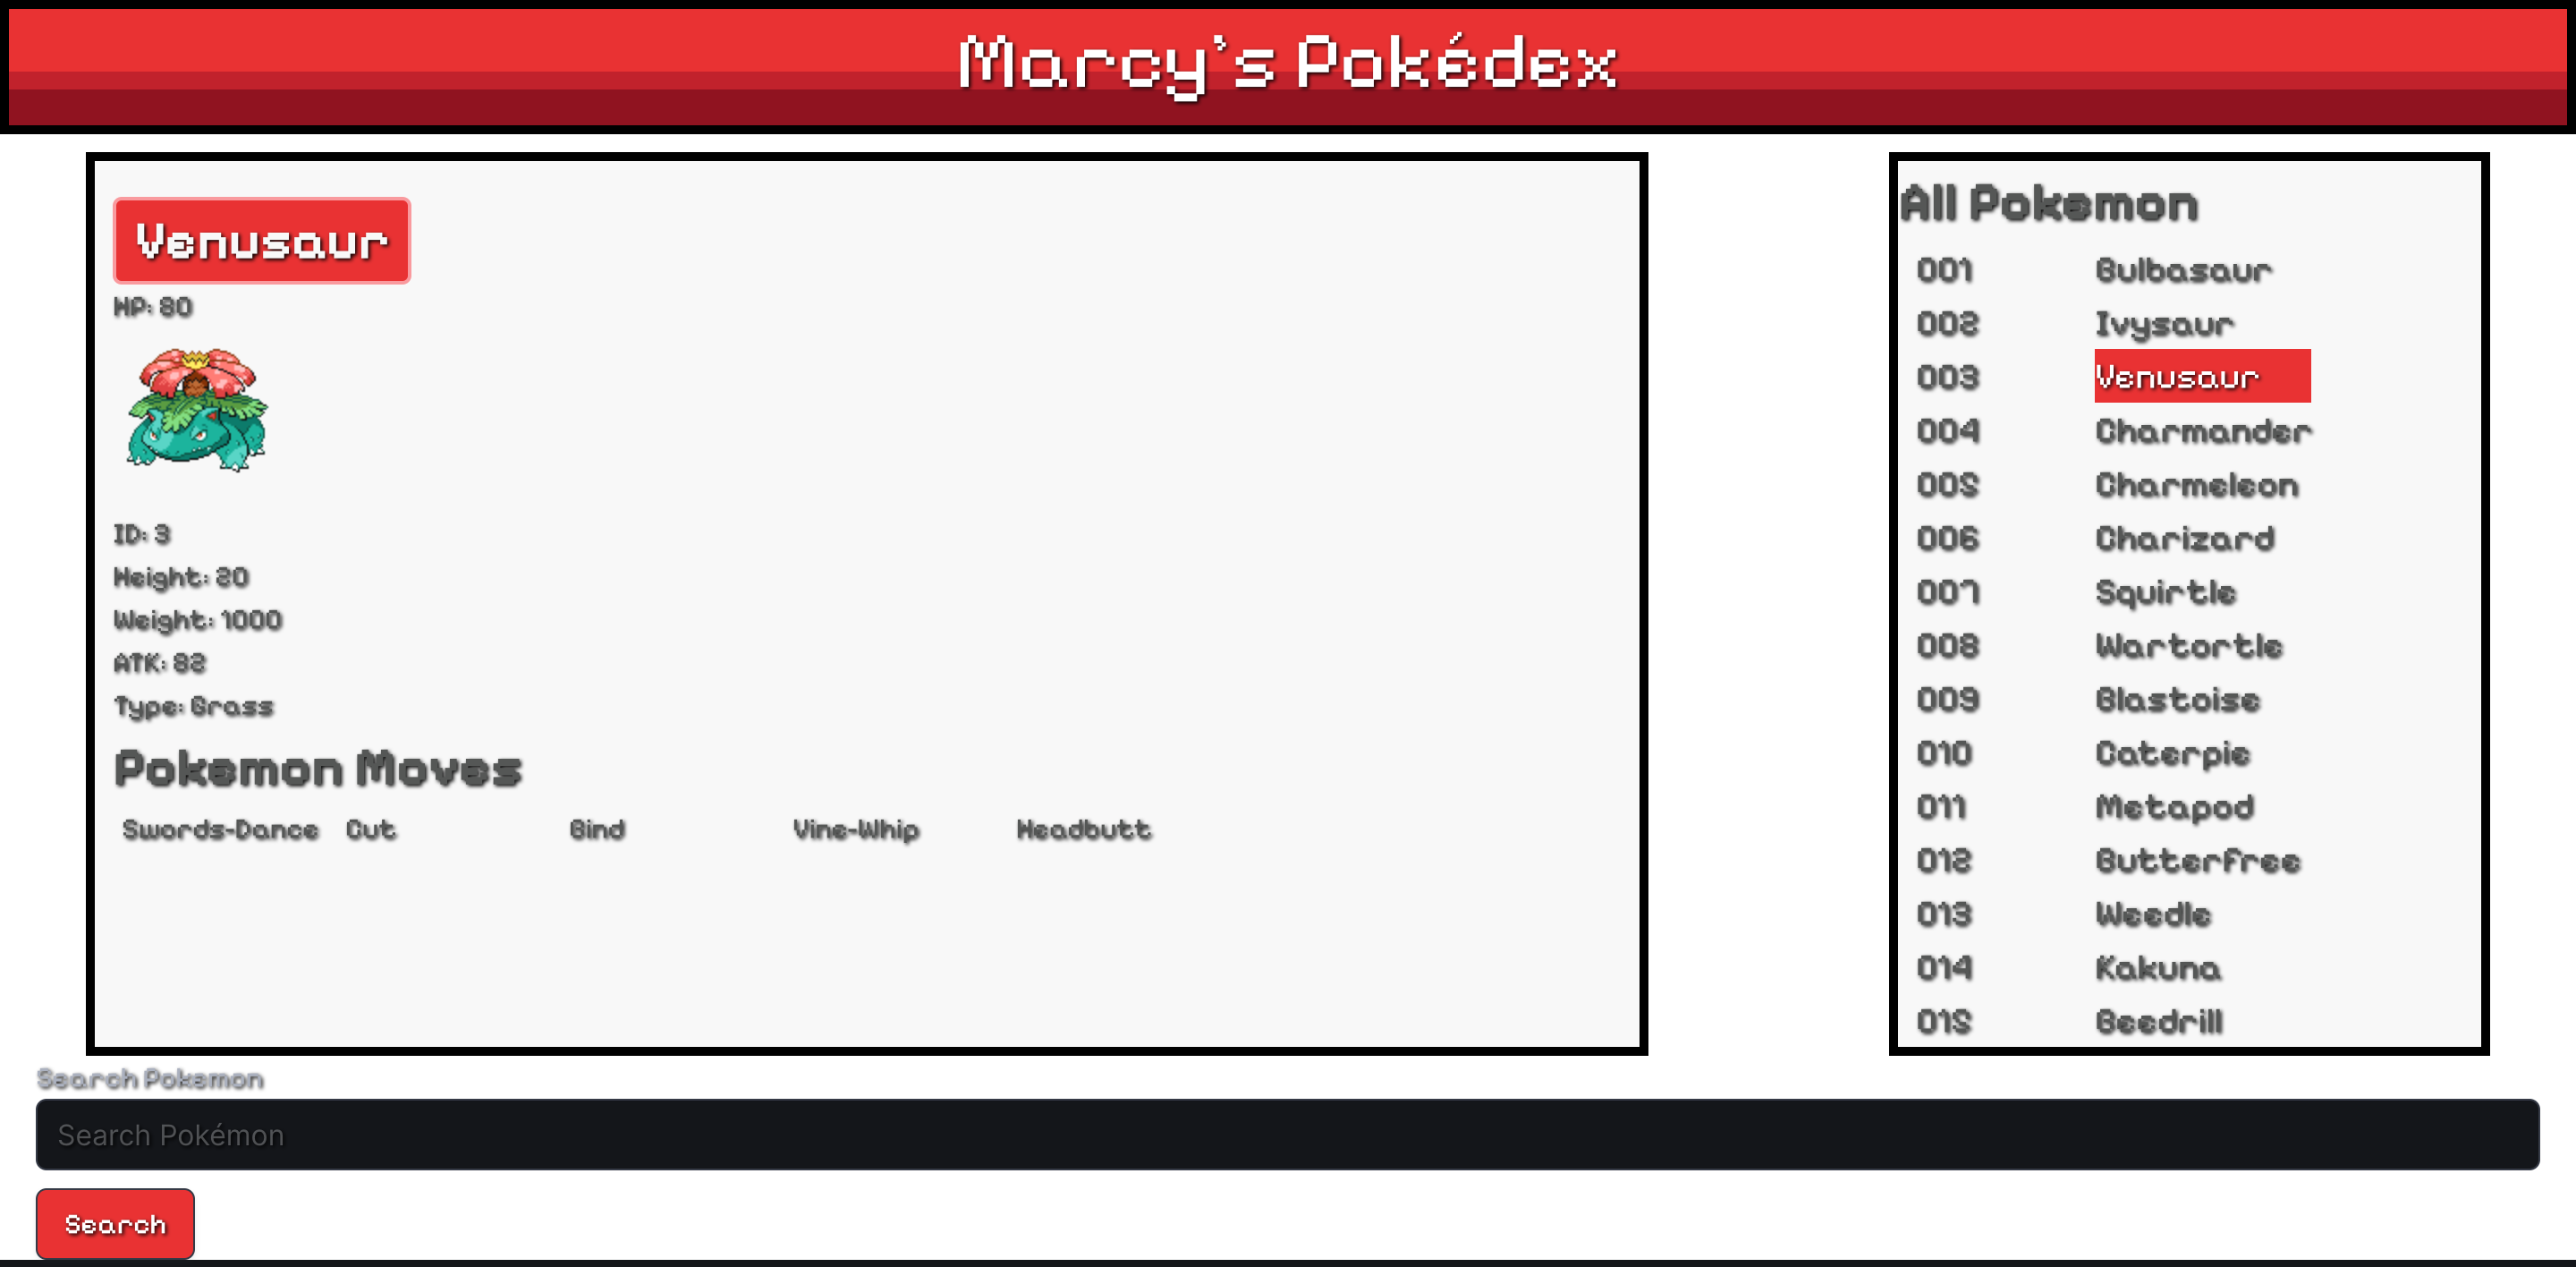 Marcy's Pokédex
Venusaur
HP: 80
ID: 3
Height: 20
Weight: 1000
ATK: 82
Type: Grass
Pokemon Moves
Swords-Dance Cut Bind Vine-Whip Headbutt
All Pokemon
001 Bulbasaur
002 Ivysaur
003 Venusaur
004 Charmander
005 Charmeleon
006 Charizard
007 Squirtle
008 Wartortle
009 Blastoise
010 Caterpie
011 Metapod
012 Butterfree
013 Weedle
014 Kakuna
015 Beedrill
Search Pokemon
Search Pokémon
Search